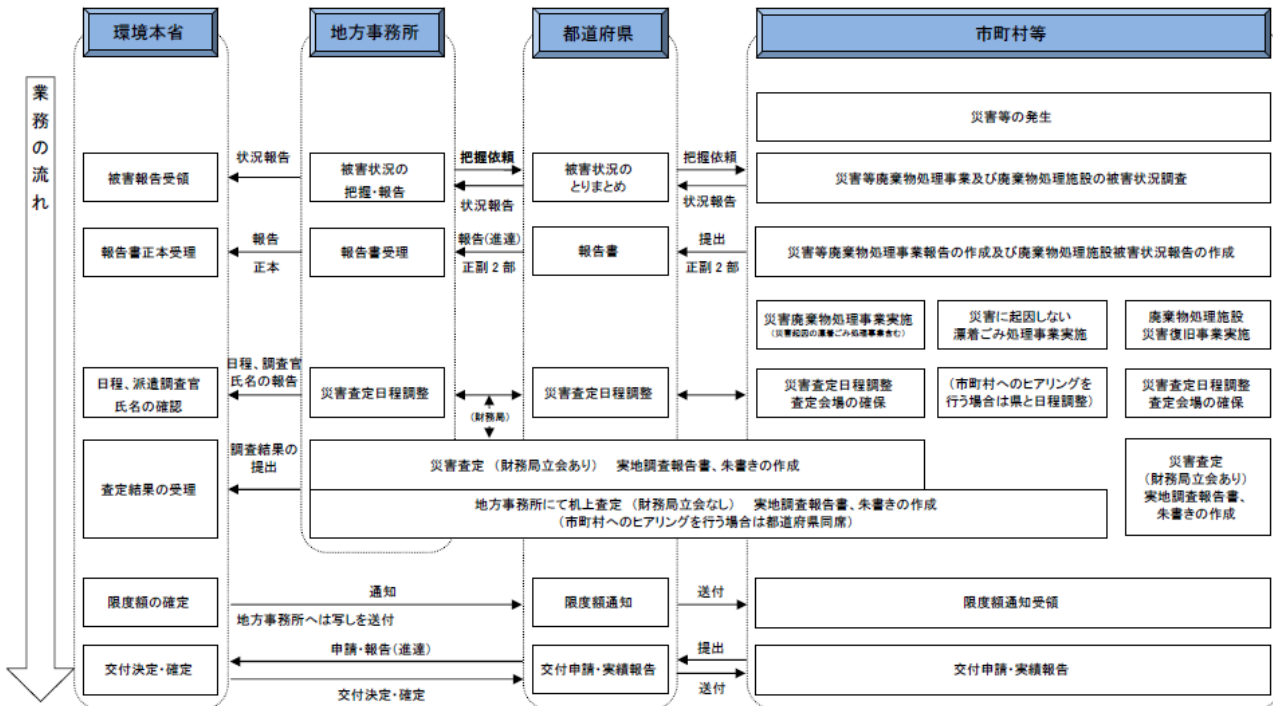 環境本省
地方事務所
都道府県
市町村等
業務の流れ
災害等の発生
被害報告受領
状況報告
被害状況の
把握・報告
把握依頼
状況報告
被害状況の
とりまとめ
把握依頼
状況報告
災害等廃棄物処理事業及び廃棄物処理施設の被害状況調査
報告書正本受理
報告
正本
報告書受理
報告(進達)
正副2部
報告書
提出
正副2部
災害等廃棄物処理事業報告の作成及び廃棄物処理施設被害状況報告の作成
災害廃棄物処理事業実施
(災害起因の漂着ごみ処理事業含む)
災害に起因しない
漂着ごみ処理事業実施
廃棄物処理施設
災害復旧事業実施
日程、派遣調査官
氏名の確認
日程、調査官
氏名の報告
災害査定日程調整
(財務局)
災害査定日程調整
災害査定日程調整
査定会場の確保
(市町村へのヒアリングを
行う場合は県と日程調整)
災害査定日程調整
査定会場の確保
査定結果の受理
調査結果の
提出
災害査定 (財務局立会あり) 実地調査報告書、朱書きの作成
地方事務所にて机上査定 (財務局立会なし) 実地調査報告書、朱書きの作成
(市町村へのヒアリングを行う場合は都道府県同席)
災害査定
(財務局立会あり)
実地調査報告書、
朱書きの作成
限度額の確定
通知
地方事務所へは写しを送付
限度額通知
送付
限度額通知受領
交付決定・確定
申請・報告(進達)
交付決定・確定
交付申請・実績報告
提出
送付
交付申請・実績報告